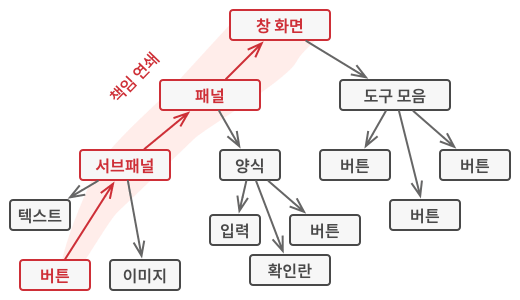 창 화면
책임 연쇄
패널
도구 모음
서브패널
양식
버튼
버튼
텍스트
입력
버튼
버튼
버튼
이미지
확인란